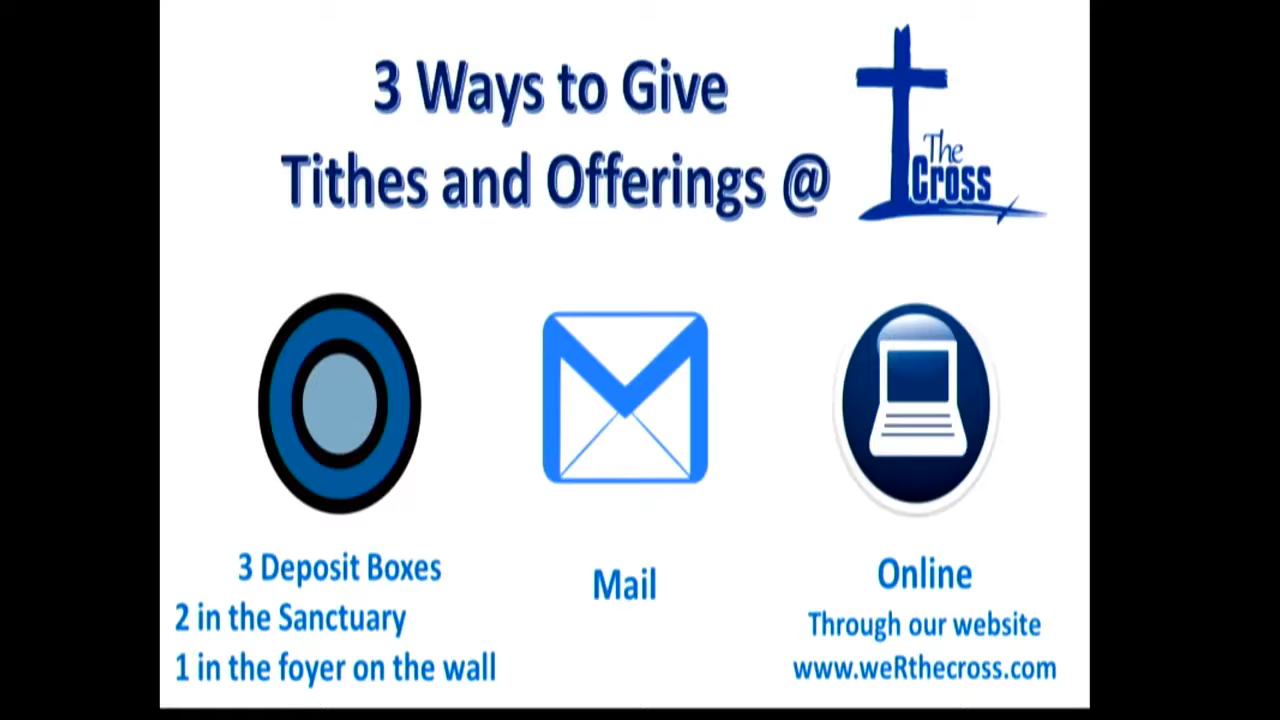 3 Ways to Give
Tithes and Offerings @
The
Cross
3 Deposit Boxes
2 in the Sanctuary
1 in the foyer on the wall
Mail
Online
Through our website
www.weRthecross.com